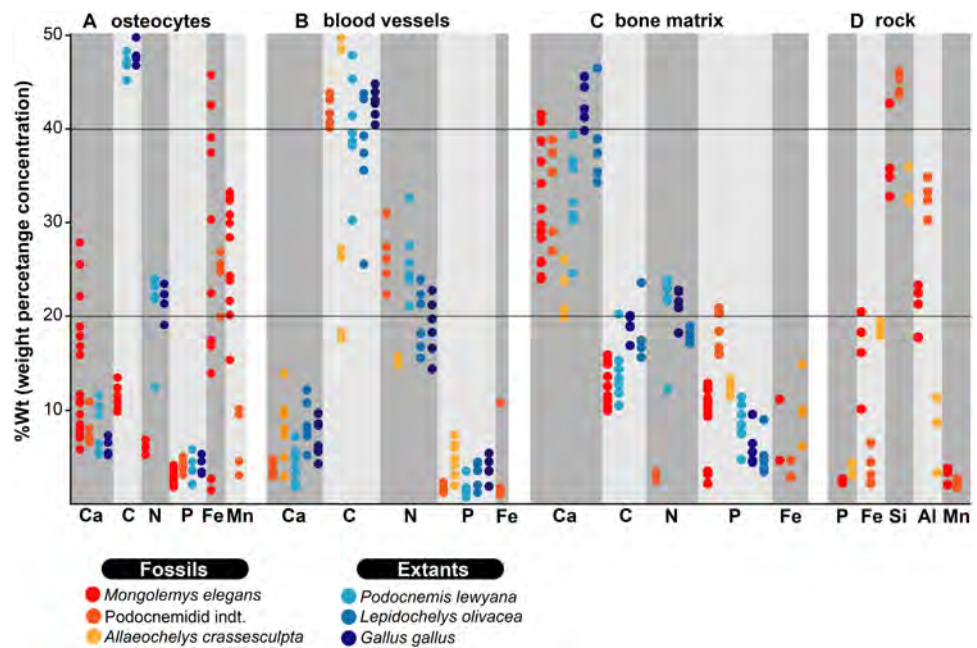 A osteocytes B blood vessels C bone matrix D rock
50
40
30
20
10
%Wt (weight percetange concentration)
Ca C N P Fe Mn Ca C N P Fe Ca C N P Fe P Fe Si Al Mn
Fossils Extants
Mongolemys elegans Podocnemis lewyana
Podocnemidid indt. Lepidochelys olivacea
Allaeochelys crassesculpta Gallus gallus